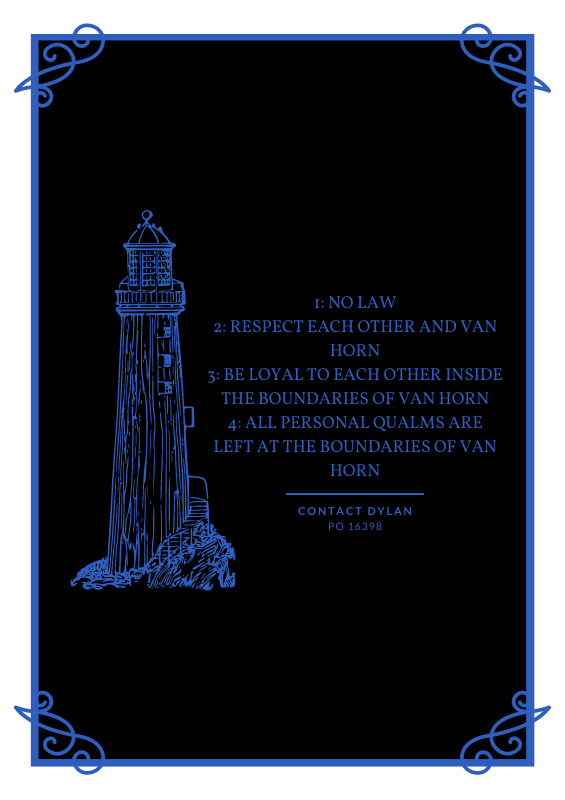 1: NO LAW
2: RESPECT EACH OTHER AND VAN
HORN
3: BE LOYAL TO EACH OTHER INSIDE
THE BOUNDARIES OF VAN HORN
4: ALL PERSONAL QUALMS ARE
LEFT AT THE BOUNDARIES OF VAN
HORN
CONTACT DYLAN
PO 16398